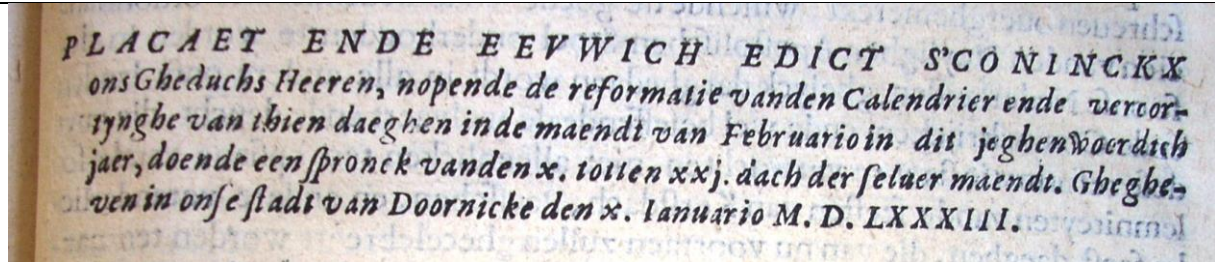 PLACAET ENDE EEVWICH EDICT S'CONINCKX
ons Gheduchs Heeren, nopende de reformatie vanden Calendrier ende vercor-
tynghe van thien daeghen inde maendt van Februario in dit jeghenwoerdich
jaer, doende een spronck vanden x. totten xxj. dach der selver maendt. Gheghe-
ven in onse stadt van Doornicke den x. Ianuario M. D. LXXXIII.